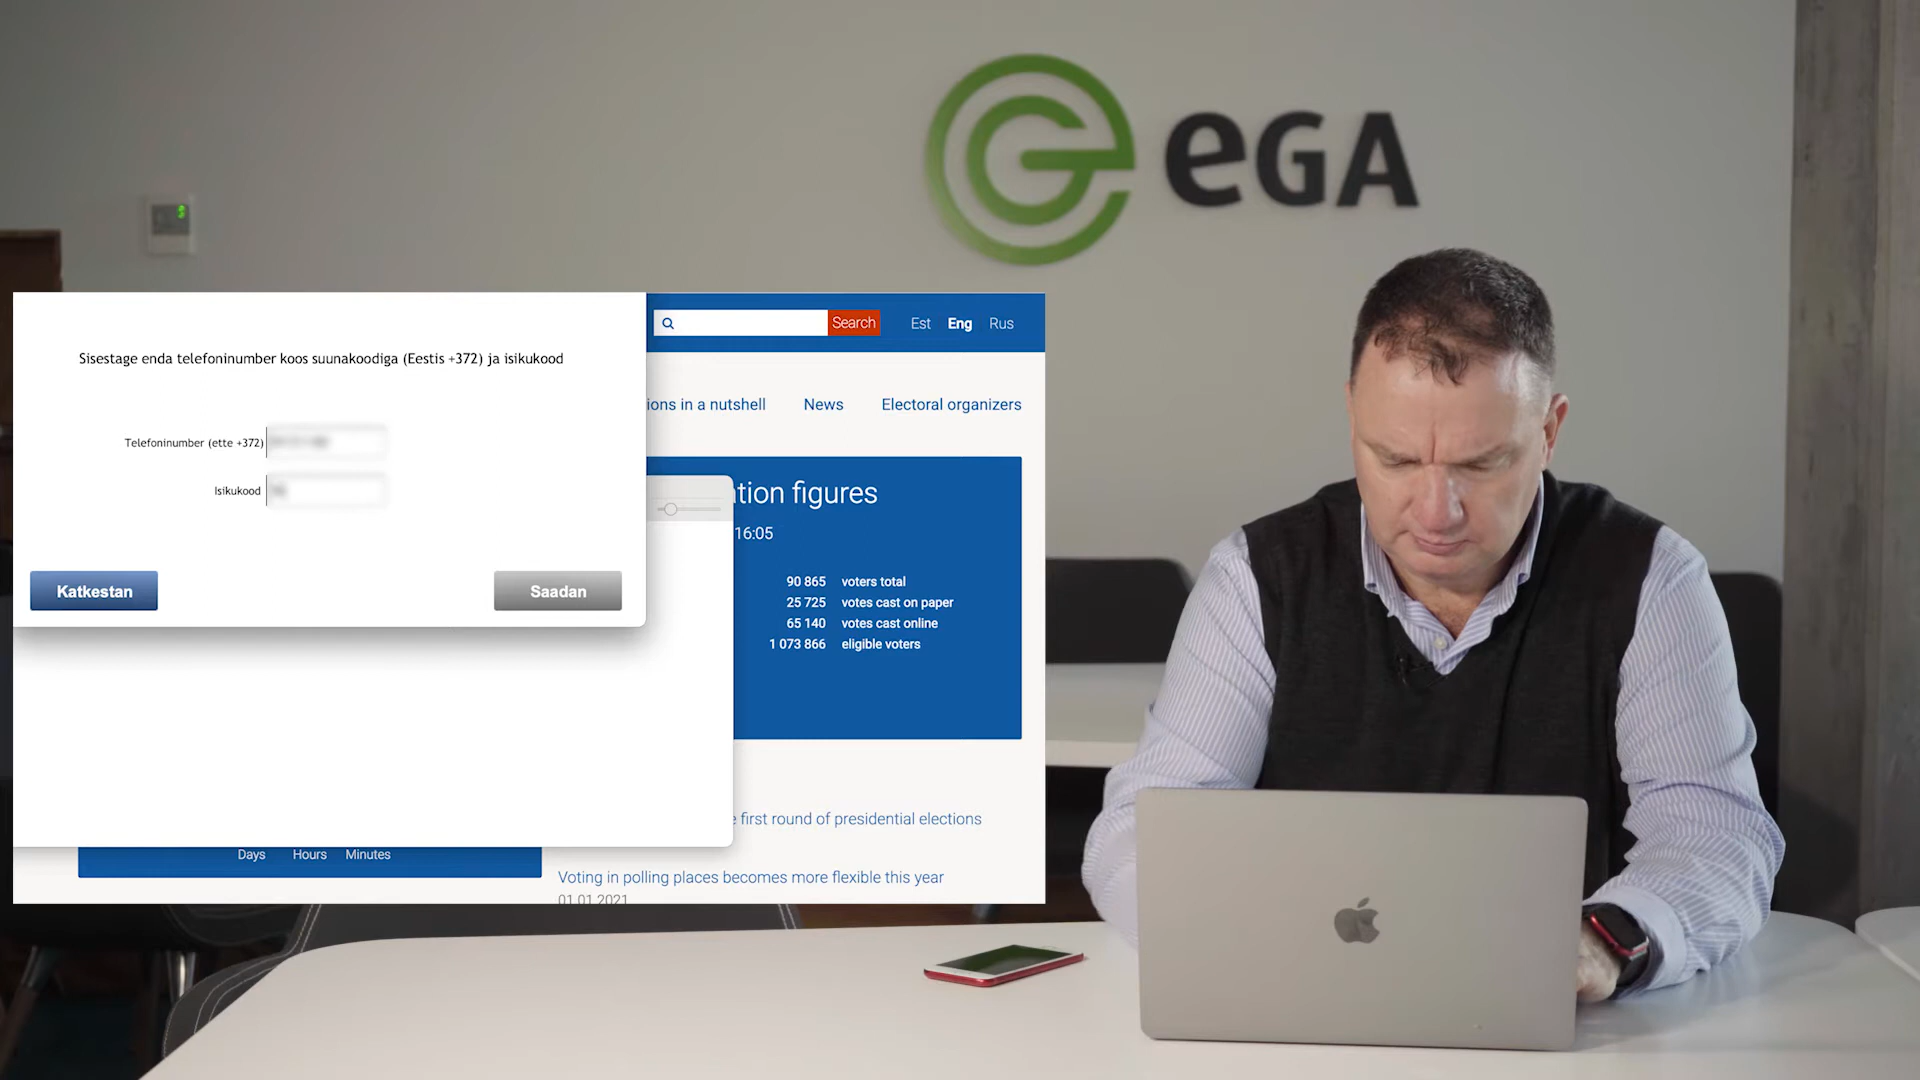 eGA
Sisestage enda telefoninumber koos suunakoodiga (Eestis +372) ja isikukood
Telefoninumber (ette +372)
Isikukood
Katkestan
Saadan
Search
Est Eng Rus
ions in a nutshell News Electoral organizers
tion figures
16:05
90 865 voters total
25 725 votes cast on paper
65 140 votes cast online
1 073 866 eligible voters
e first round of presidential elections
Days Hours Minutes
Voting in polling places becomes more flexible this year
01.01.2021